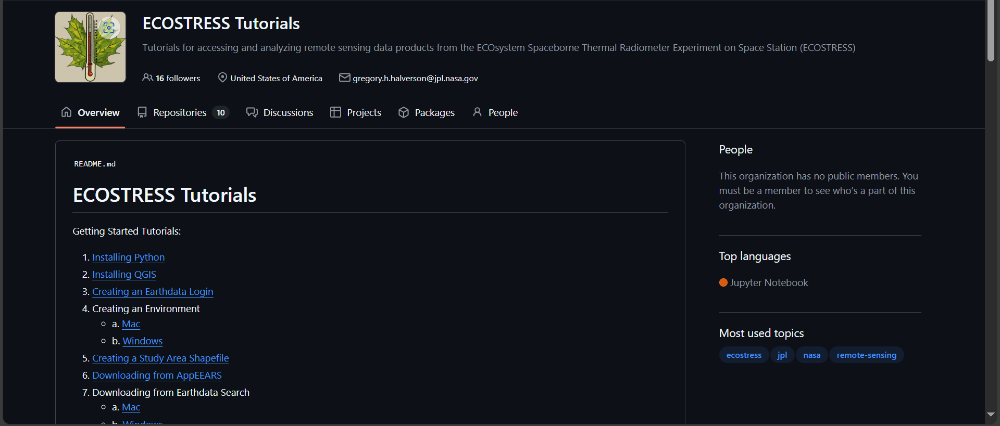 ECOSTRESS Tutorials
Tutorials for accessing and analyzing remote sensing data products from the ECOsystem Spaceborne Thermal Radiometer Experiment on Space Station (ECOSTRESS)
16 followers
United States of America
gregory.h.halverson@jpl.nasa.gov
Overview
Repositories 10
Discussions
Projects
Packages
People
README.md
ECOSTRESS Tutorials
Getting Started Tutorials:
1. Installing Python
2. Installing QGIS
3. Creating an Earthdata Login
4. Creating an Environment
a. Mac
b. Windows
5. Creating a Study Area Shapefile
6. Downloading from AppEEARS
7. Downloading from Earthdata Search
a. Mac
b. Windows
People
This organization has no public members. You
must be a member to see who's a part of this
organization.
Top languages
Jupyter Notebook
Most used topics
ecostress jpl nasa remote-sensing